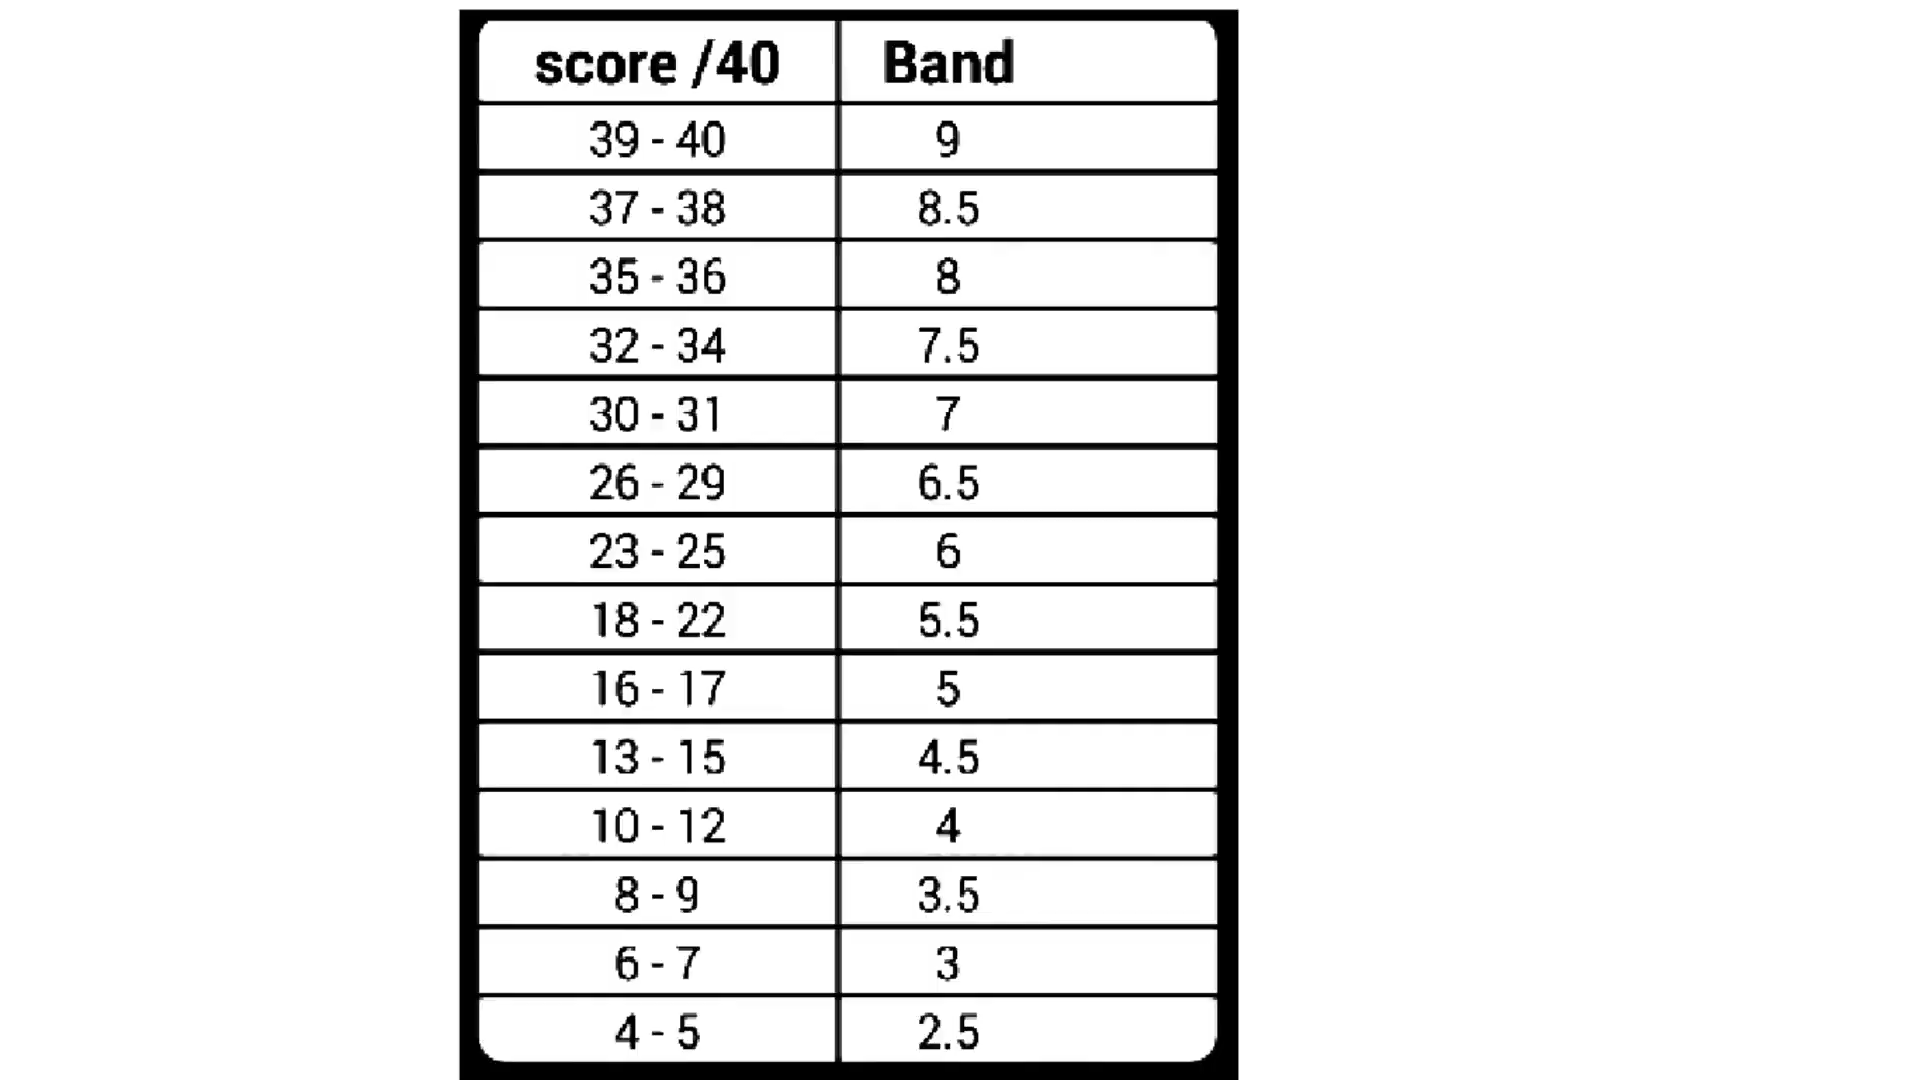 score /40 Band
39 - 40 9
37 - 38 8.5
35 - 36 8
32 - 34 7.5
30 - 31 7
26 - 29 6.5
23 - 25 6
18 - 22 5.5
16 - 17 5
13 - 15 4.5
10 - 12 4
8 - 9 3.5
6 - 7 3
4 - 5 2.5